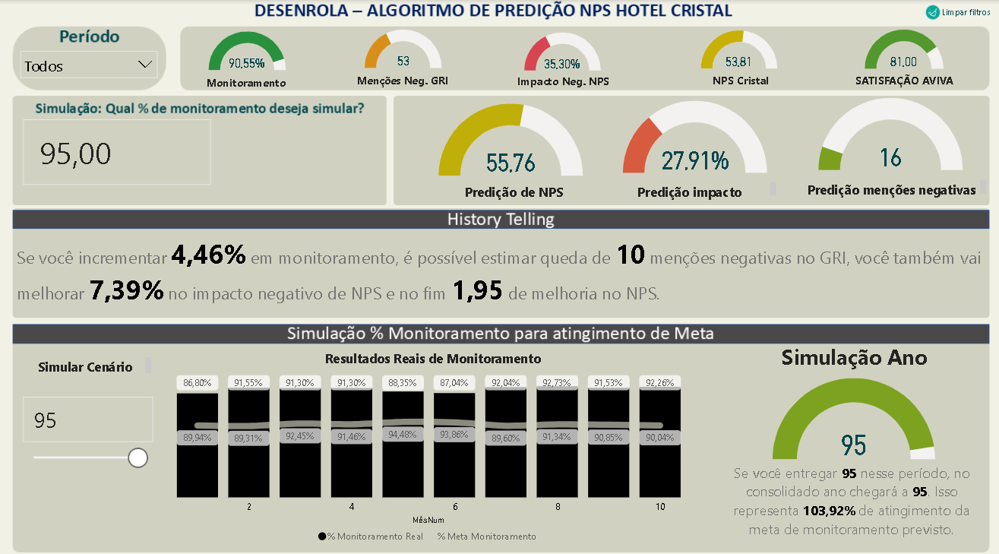 DESENROLA – ALGORITMO DE PREDIÇÃO NPS HOTEL CRISTAL
Limpar filtros
Período
Todos
90.55%
Monitoramento
53
Menções Neg. GRI
35.30%
Impacto Neg. NPS
53.81
NPS Cristal
81.00
SATISFAÇÃO AVIVA
Simulação: Qual % de monitoramento deseja simular?
95,00
55.76
Predição de NPS
27.91%
Predição impacto
16
Predição menções negativas
History Telling
Se você incrementar 4,46% em monitoramento, é possível estimar queda de 10 menções negativas no GRI, você também vai
melhorar 7,39% no impacto negativo de NPS e no fim 1,95 de melhoria no NPS.
Simulação % Monitoramento para atingimento de Meta
Simular Cenário
95
Resultados Reais de Monitoramento
86,80% 91,55% 91,30% 91,30% 88,35% 87,04% 92,04% 92,73% 91,53% 92,26%
89,94% 89,31% 92,45% 91,46% 94,48% 93,86% 89,60% 91,34% 90,85% 90,04%
2 4 6 8 10
MêsNum
% Monitoramento Real % Meta Monitoramento
Simulação Ano
95
Se você entregar 95 nesse período, no
consolidado ano chegará a 95. Isso
representa 103,92% de atingimento da
meta de monitoramento previsto.